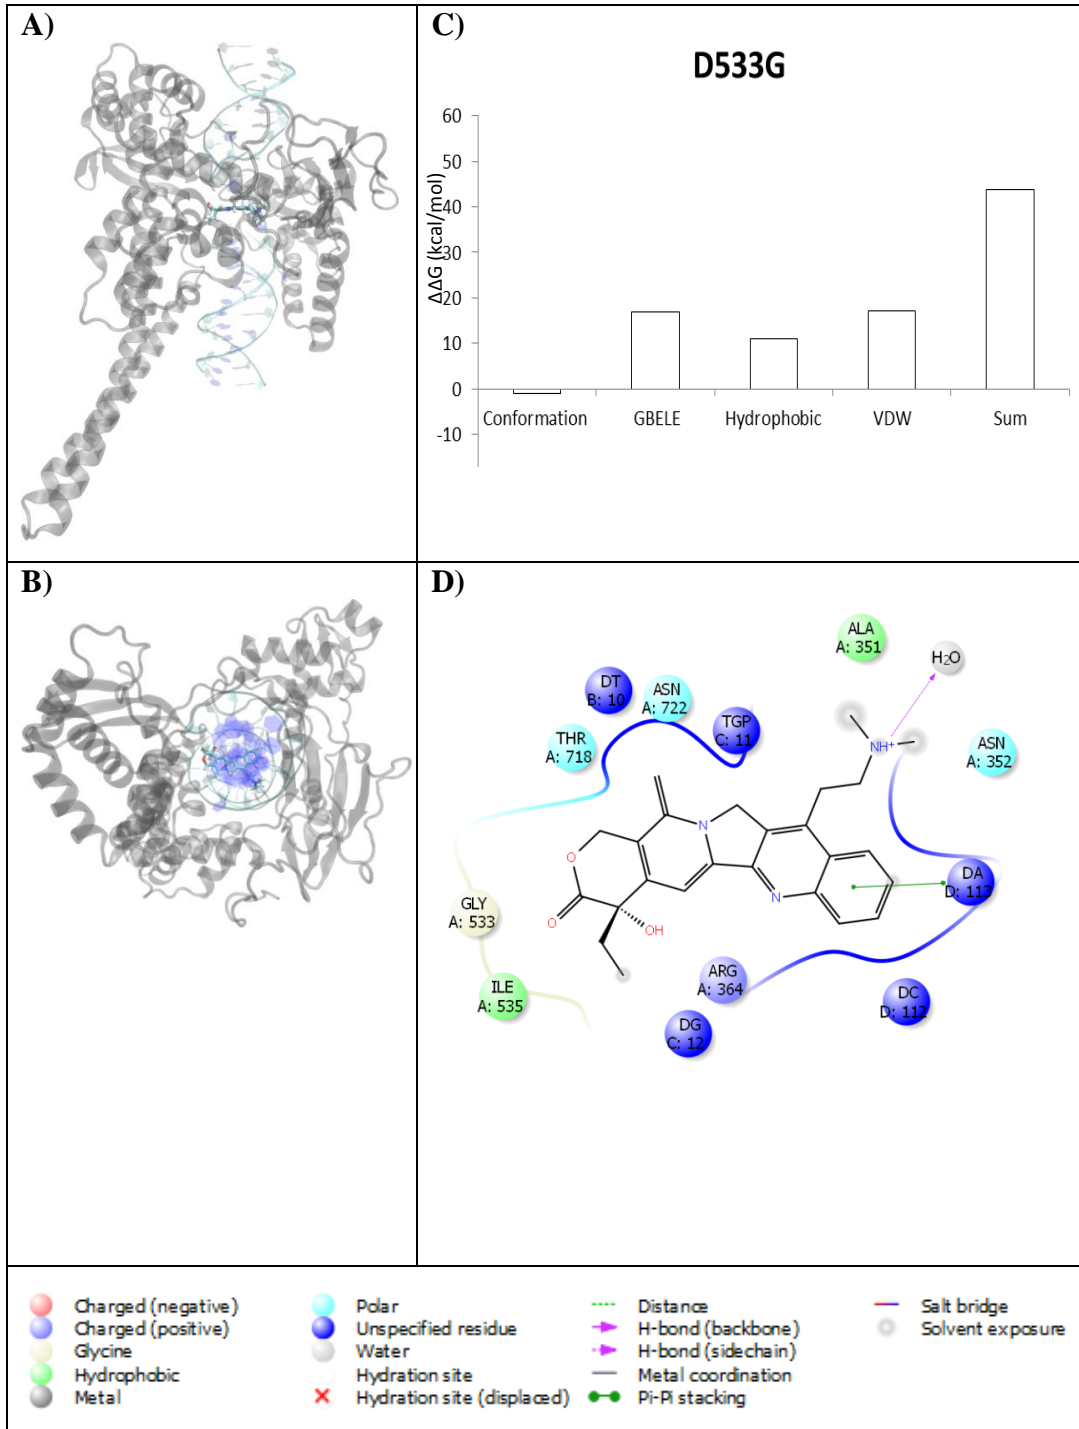 A)
C)
D533G
ΔΔG (kcal/mol)
60
50
40
30
20
10
0
-10
Conformation
GBELE
Hydrophobic
VDW
Sum
B)
D)
ALA
A: 351
H₂O
DT
B: 10
ASN
A: 722
TGP
C: 11
THR
A: 718
NH+
ASN
A: 352
N
O
DA
D: 113
N
GLY
A: 533
O
OH
ARG
A: 364
ILE
A: 535
DC
D: 112
DG
C: 12
Charged (negative)
Charged (positive)
Glycine
Hydrophobic
Metal
Polar
Unspecified residue
Water
Hydration site
Hydration site (displaced)
Distance
H-bond (backbone)
H-bond (sidechain)
Metal coordination
Pi-Pi stacking
Salt bridge
Solvent exposure